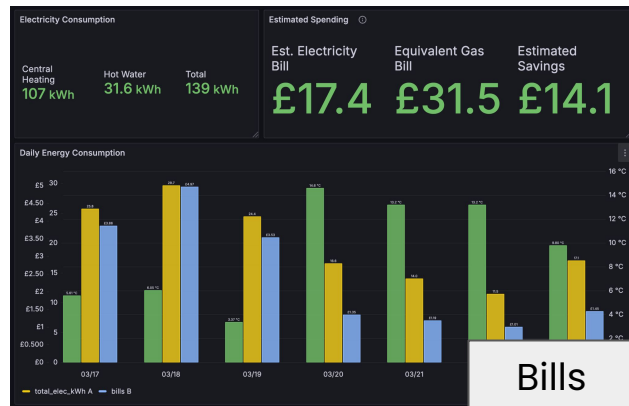 Electricity Consumption
Estimated Spending
Central Heating
107 kWh
Hot Water
31.6 kWh
Total
139 kWh
Est. Electricity Bill
£17.4
Equivalent Gas Bill
£31.5
Estimated Savings
£14.1
Daily Energy Consumption
£5
£4.50
£4
£3.50
£3
£2.50
£2
£1.50
£1
£0.500
£0
30
25
20
15
10
5
0
16 °C
14 °C
12 °C
10 °C
8 °C
6 °C
4 °C
2 °C
03/17
03/18
03/19
03/20
03/21
total_elec_kWh A
bills B
Bills